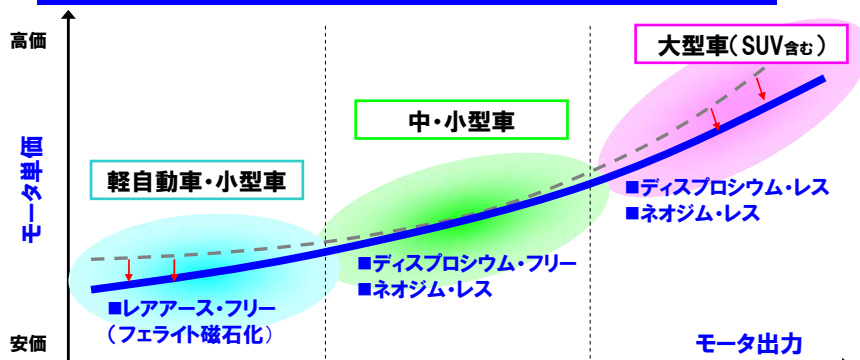 高価
大型車(SUV含む)
中・小型車
軽自動車・小型車
モータ単価
■ディスプロシウム・レス
■ネオジム・レス
■ディスプロシウム・フリー
■ネオジム・レス
■レアアース・フリー
(フェライト磁石化)
安価
モータ出力